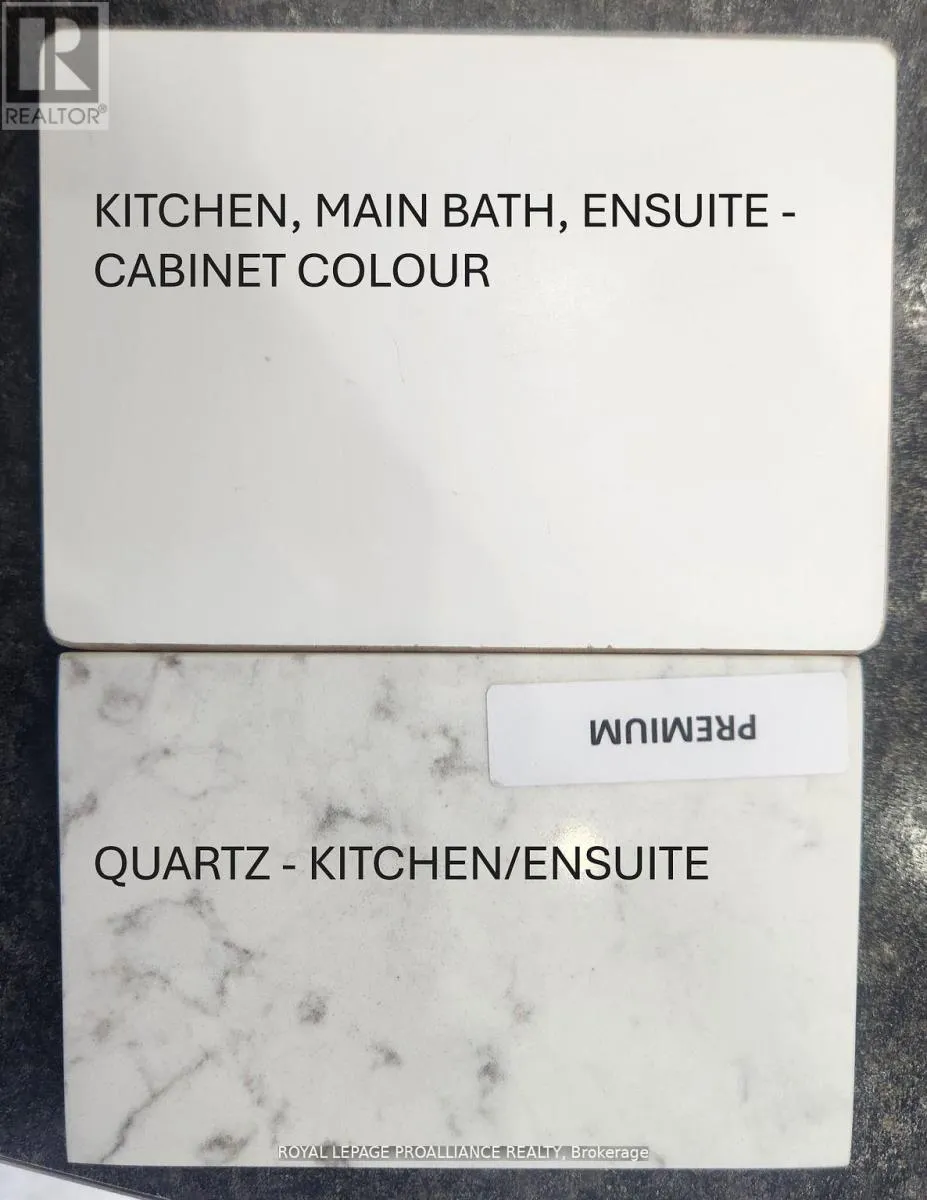 REALTOR®
KITCHEN, MAIN BATH, ENSUITE -
CABINET COLOUR
PREMIUM
QUARTZ - KITCHEN/ENSUITE
ROYAL LEPAGE PROALLIANCE REALTY, Brokerage